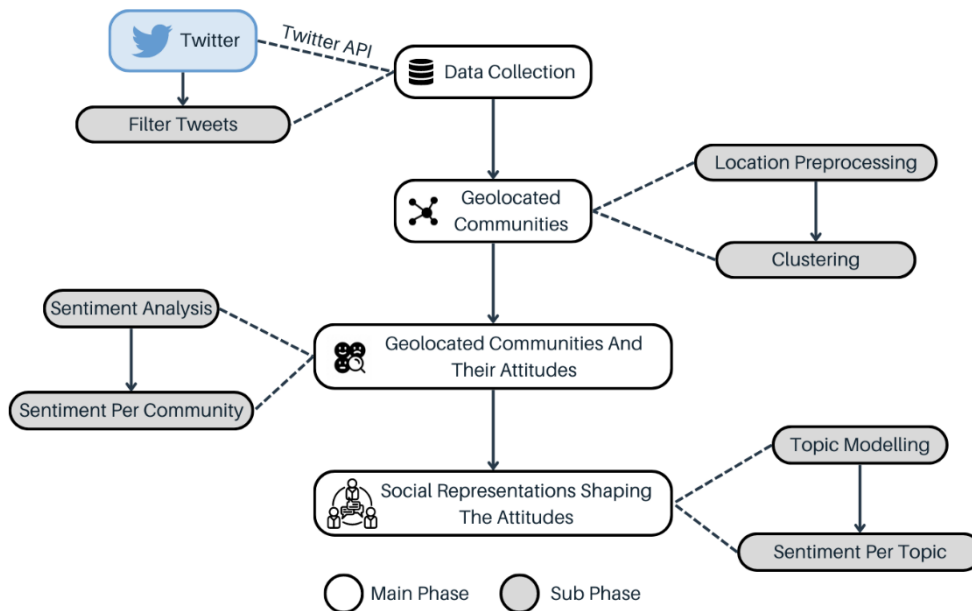 Twitter
Twitter API
Data Collection
Filter Tweets
Location Preprocessing
Geolocated
Communities
Clustering
Sentiment Analysis
Geolocated Communities And
Their Attitudes
Sentiment Per Community
Topic Modelling
Social Representations Shaping
The Attitudes
Sentiment Per Topic
Main Phase
Sub Phase